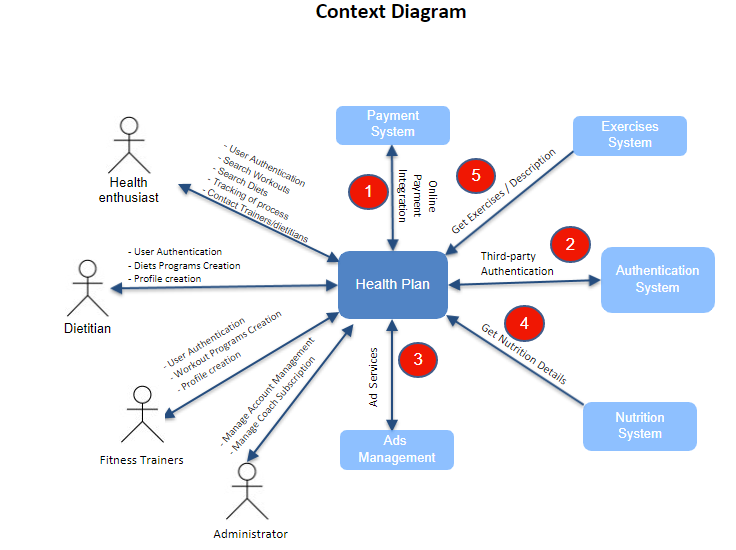 Context Diagram
Payment
System
Exercises
System
Health
enthusiast
- User Authentication
- Search Workouts
- Search Diets
- Tracking of process
- Contact Trainers/dietitians
1
Online
Payment
Integration
5
Get Exercises / Description
2
Third-party
Authentication
Authentication
System
- User Authentication
- Diets Programs Creation
- Profile creation
Dietitian
Health Plan
4
Get Nutrition Details
- User Authentication
- Workout Programs Creation
- Profile creation
3
Ad Services
- Manage Account Management
- Manage Coach Subscription
Nutrition
System
Ads
Management
Fitness Trainers
Administrator